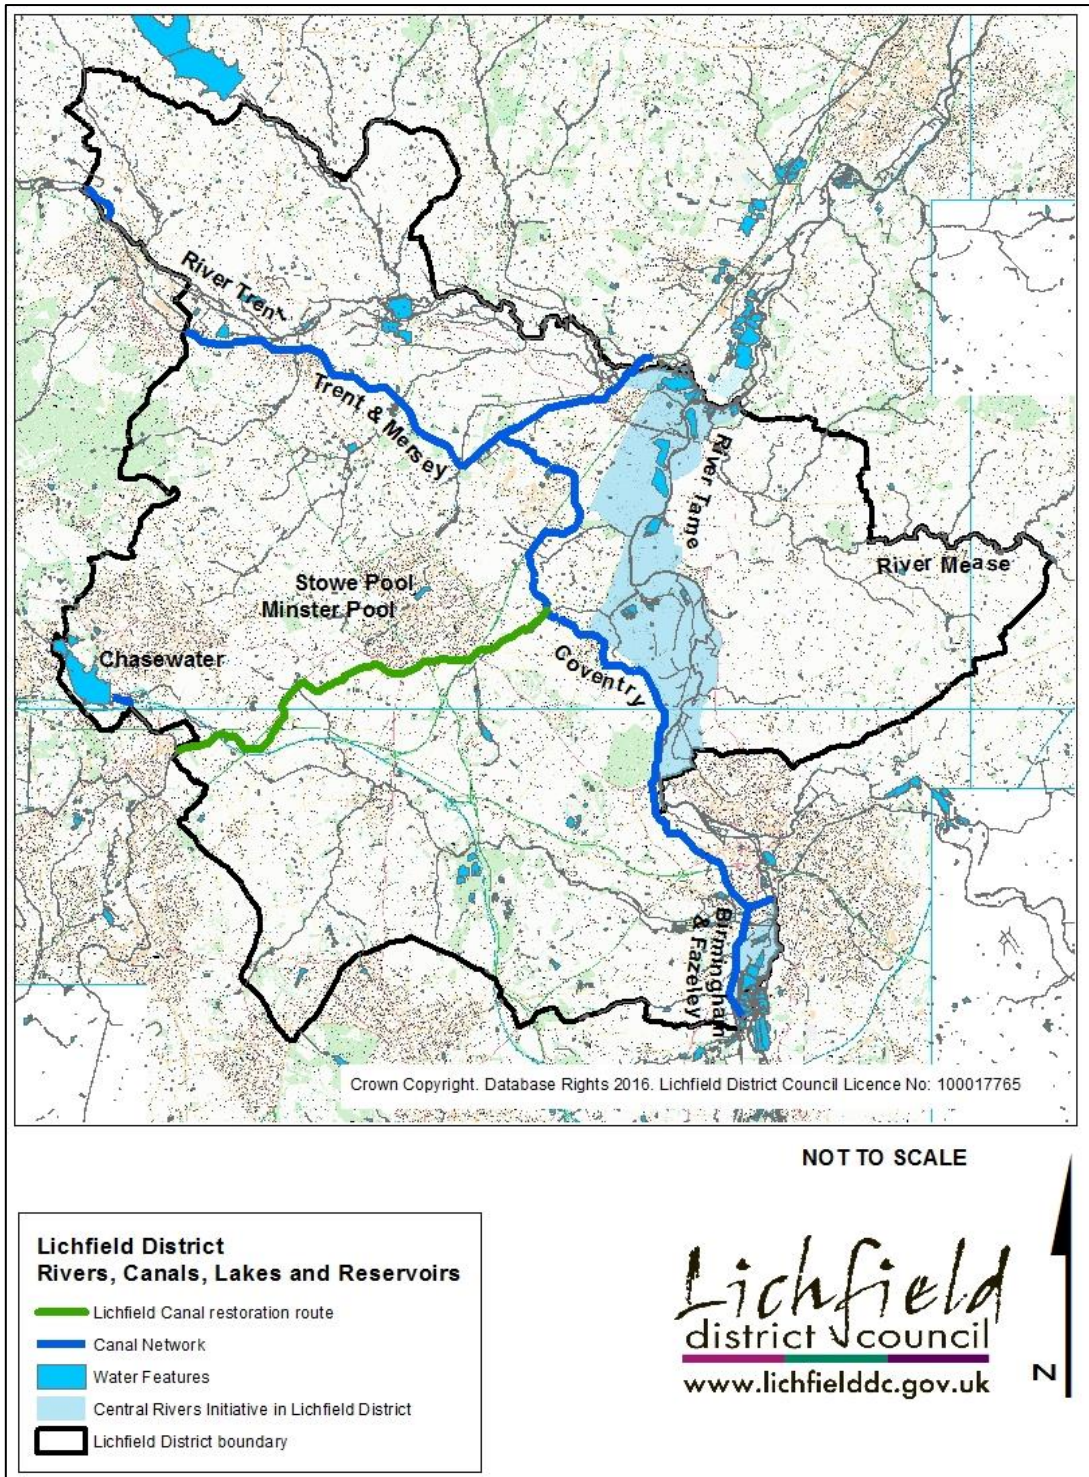 River Trent
Trent & Mersey
River Tame
River Mease
Stowe Pool
Minster Pool
Chasewater
Coventry
Birmingham
& Fazeley
Crown Copyright. Database Rights 2016. Lichfield District Council Licence No: 100017765
NOT TO SCALE
Lichfield District
Rivers, Canals, Lakes and Reservoirs
Lichfield Canal restoration route
Canal Network
Water Features
Central Rivers Initiative in Lichfield District
Lichfield District boundary
Lichfield
district council
www.lichfielddc.gov.uk
N